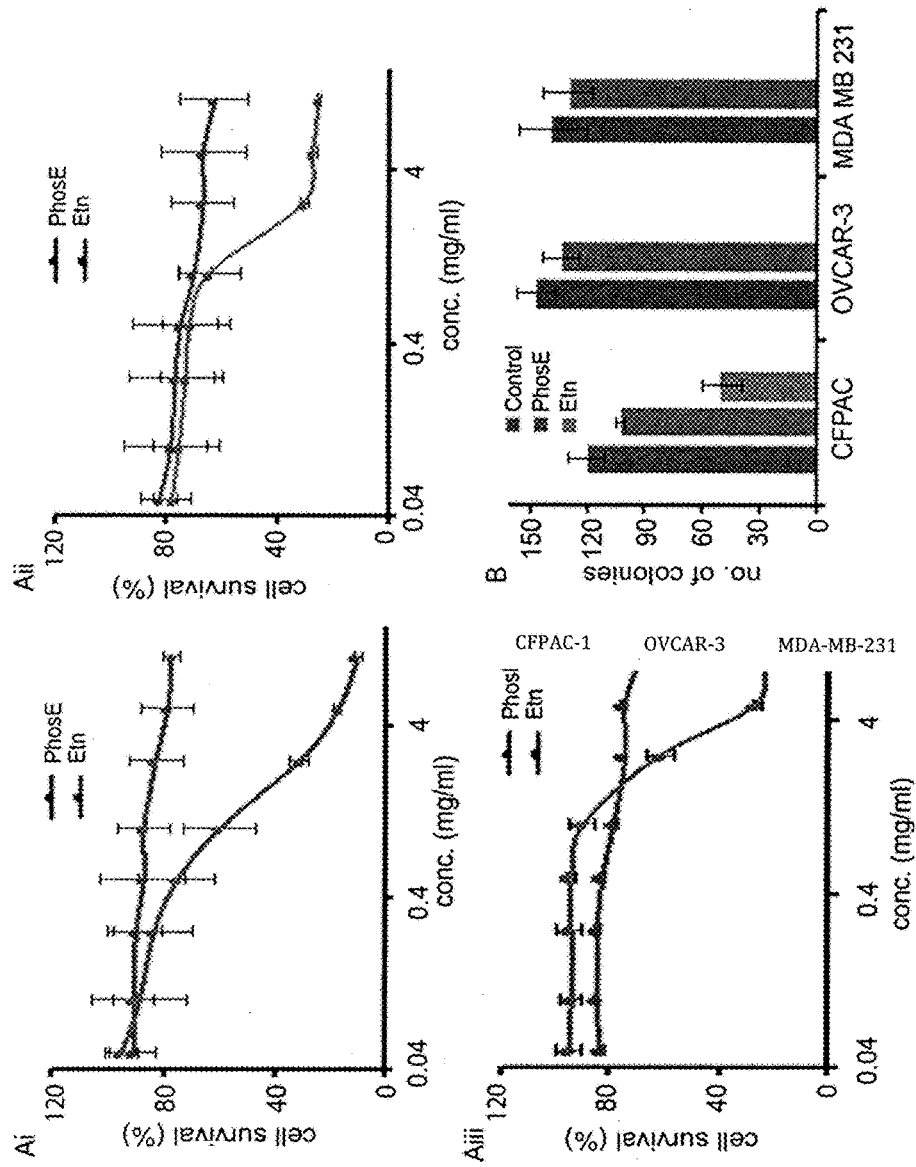 Ai
PhosE
Etn
120
80
40
0
cell survival (%)
0.04
0.4
4
conc. (mg/ml)
Aii
PhosE
Etn
120
80
40
0
cell survival (%)
0.04
0.4
4
conc. (mg/ml)
Aiii
PhosI
Etn
120
80
40
0
cell survival (%)
0.04
0.4
4
conc. (mg/ml)
CFPAC-1
OVCAR-3
MDA-MB-231
B
Control
PhosE
Etn
150
120
90
60
30
0
no. of colonies
CFPAC
OVCAR-3
MDA MB 231